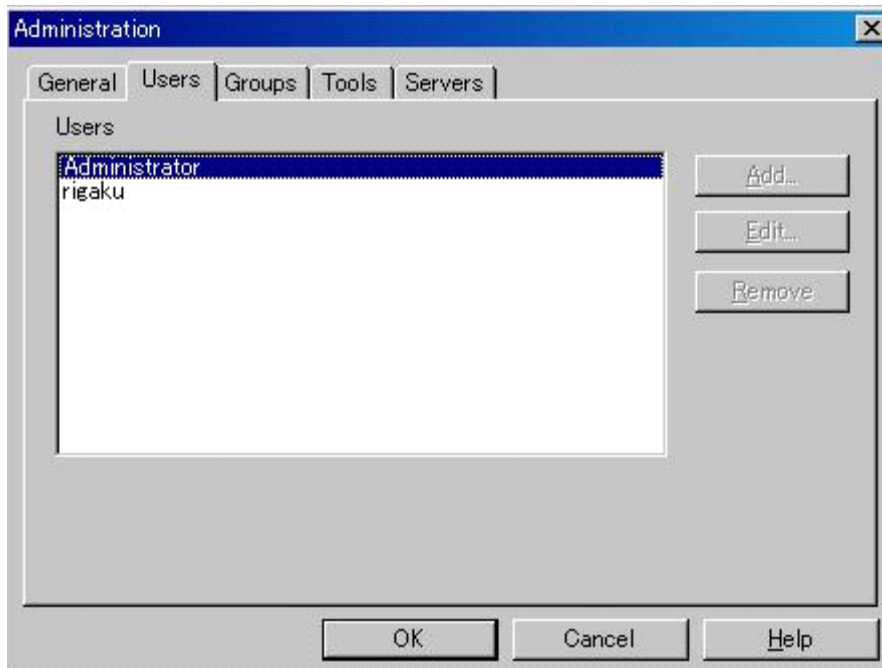 Administration
General Users Groups Tools Servers
Users
Administrator
rigaku
Add...
Edit...
Remove
OK Cancel Help